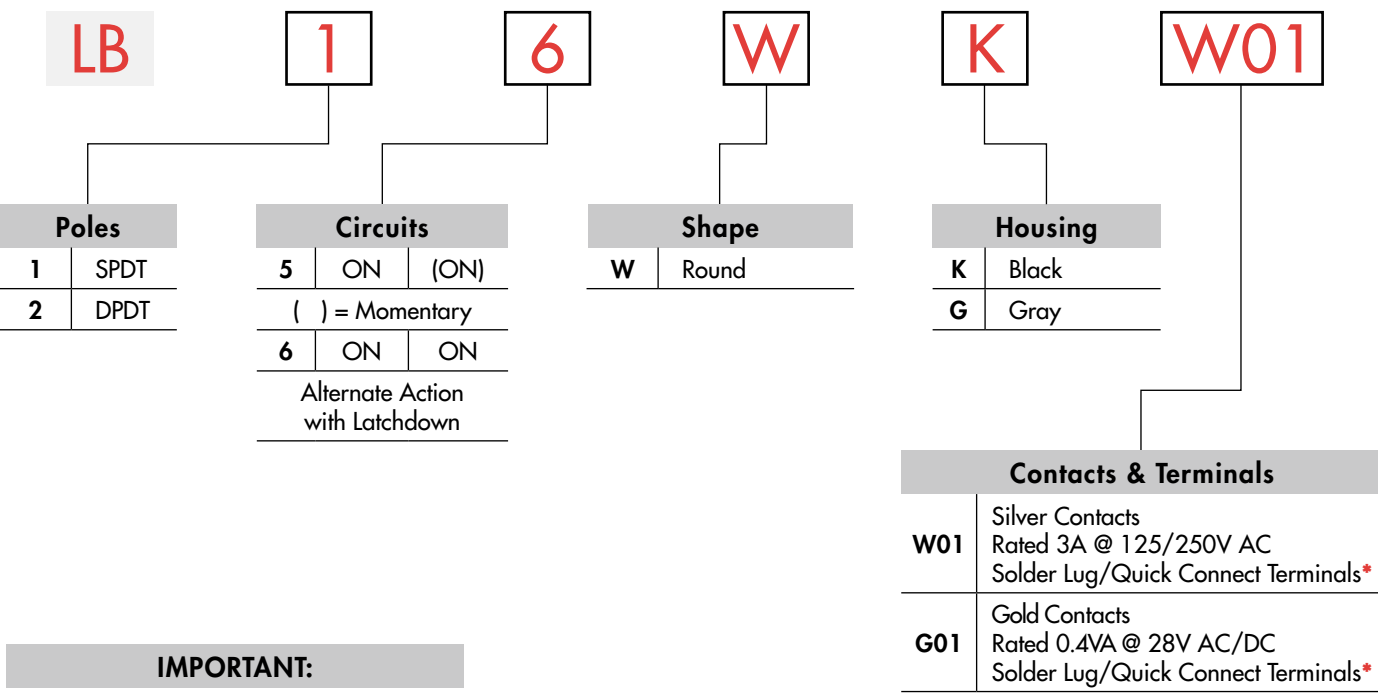 LB 1 6 W K W01
Poles
1 SPDT
2 DPDT
Circuits
5 ON (ON)
( ) = Momentary
6 ON ON
Alternate Action
with Latchdown
Shape
W Round
Housing
K Black
G Gray
Contacts & Terminals
Silver Contacts
W01 Rated 3A @ 125/250V AC
Solder Lug/Quick Connect Terminals*
Gold Contacts
G01 Rated 0.4VA @ 28V AC/DC
Solder Lug/Quick Connect Terminals*
IMPORTANT: